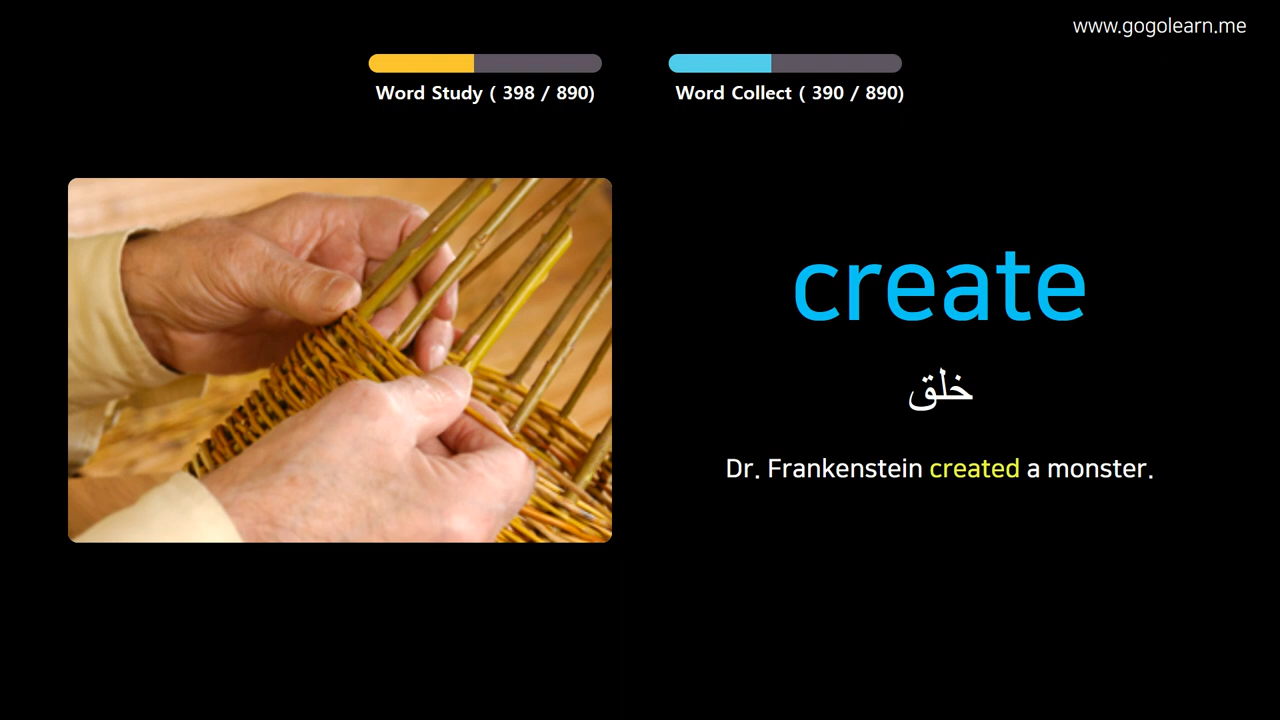 www.gogolearn.me
Word Study ( 398 / 890)
Word Collect ( 390 / 890)
create
خلق
Dr. Frankenstein created a monster.